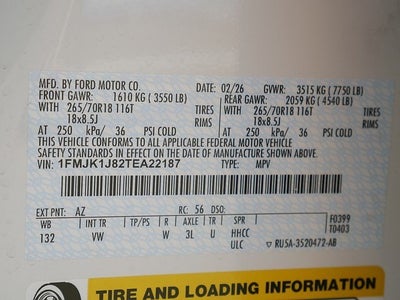 MFD. BY FORD MOTOR CO.
DATE: 02/26 GVWR: 3515 KG ( 7750 LB)
FRONT GAWR: 1610 KG ( 3550 LB) REAR GAWR: 2059 KG ( 4540 LB)
WITH 265/70R18 116T TIRES WITH 265/70R18 116T TIRES
18x8.5J RIMS 18x8.5J RIMS
AT 250 kPa/ 36 PSI COLD AT 250 kPa/ 36 PSI COLD
THIS VEHICLE CONFORMS TO ALL APPLICABLE FEDERAL MOTOR VEHICLE
SAFETY STANDARDS IN EFFECT ON THE DATE OF MANUFACTURE SHOWN ABOVE.
VIN: 1FMJK1J82TEA22187 TYPE: MPV
EXT PNT: AZ RC: 56 DSO:
WB INT TR TP/PS R AXLE TR SPR F0399
132 VW W 3L U HHCC T0403
ULC RU5A-3520472-AB
TIRE AND LOADING INFORMATION